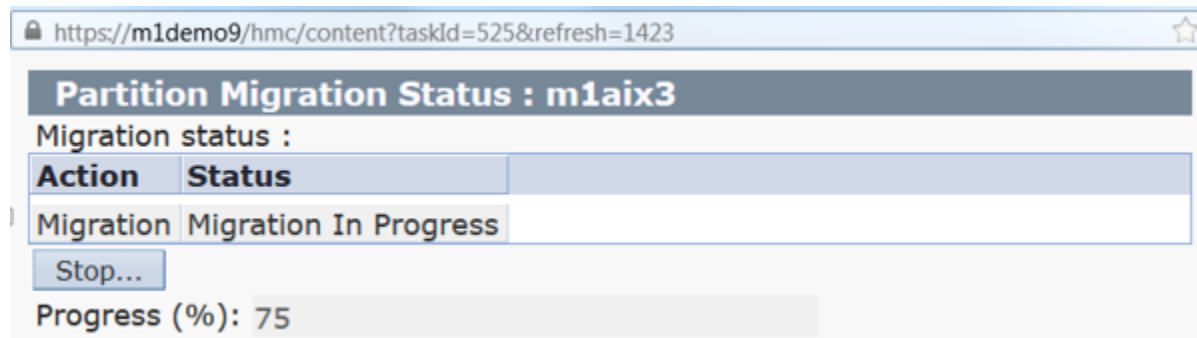 https://m1demo9/hmc/content?taskId=525&refresh=1423
Partition Migration Status : m1aix3
Migration status :
Action Status
Migration Migration In Progress
Stop...
Progress (%): 75